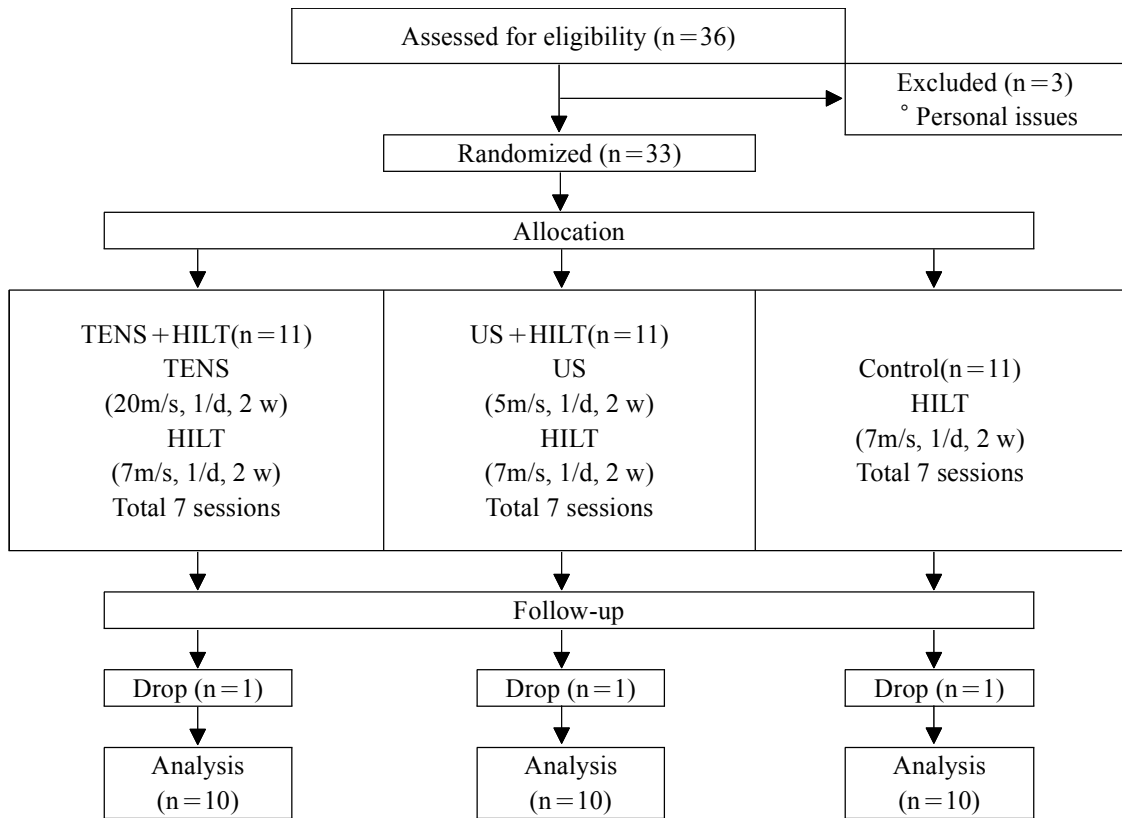 Assessed for eligibility (n=36)
Excluded (n=3)
° Personal issues
Randomized (n=33)
Allocation
TENS+HILT(n=11)
TENS
(20m/s, 1/d, 2 w)
HILT
(7m/s, 1/d, 2 w)
Total 7 sessions
US+HILT(n=11)
US
(5m/s, 1/d, 2 w)
HILT
(7m/s, 1/d, 2 w)
Total 7 sessions
Control(n=11)
HILT
(7m/s, 1/d, 2 w)
Total 7 sessions
Follow-up
Drop (n=1)
Drop (n=1)
Drop (n=1)
Analysis
(n=10)
Analysis
(n=10)
Analysis
(n=10)